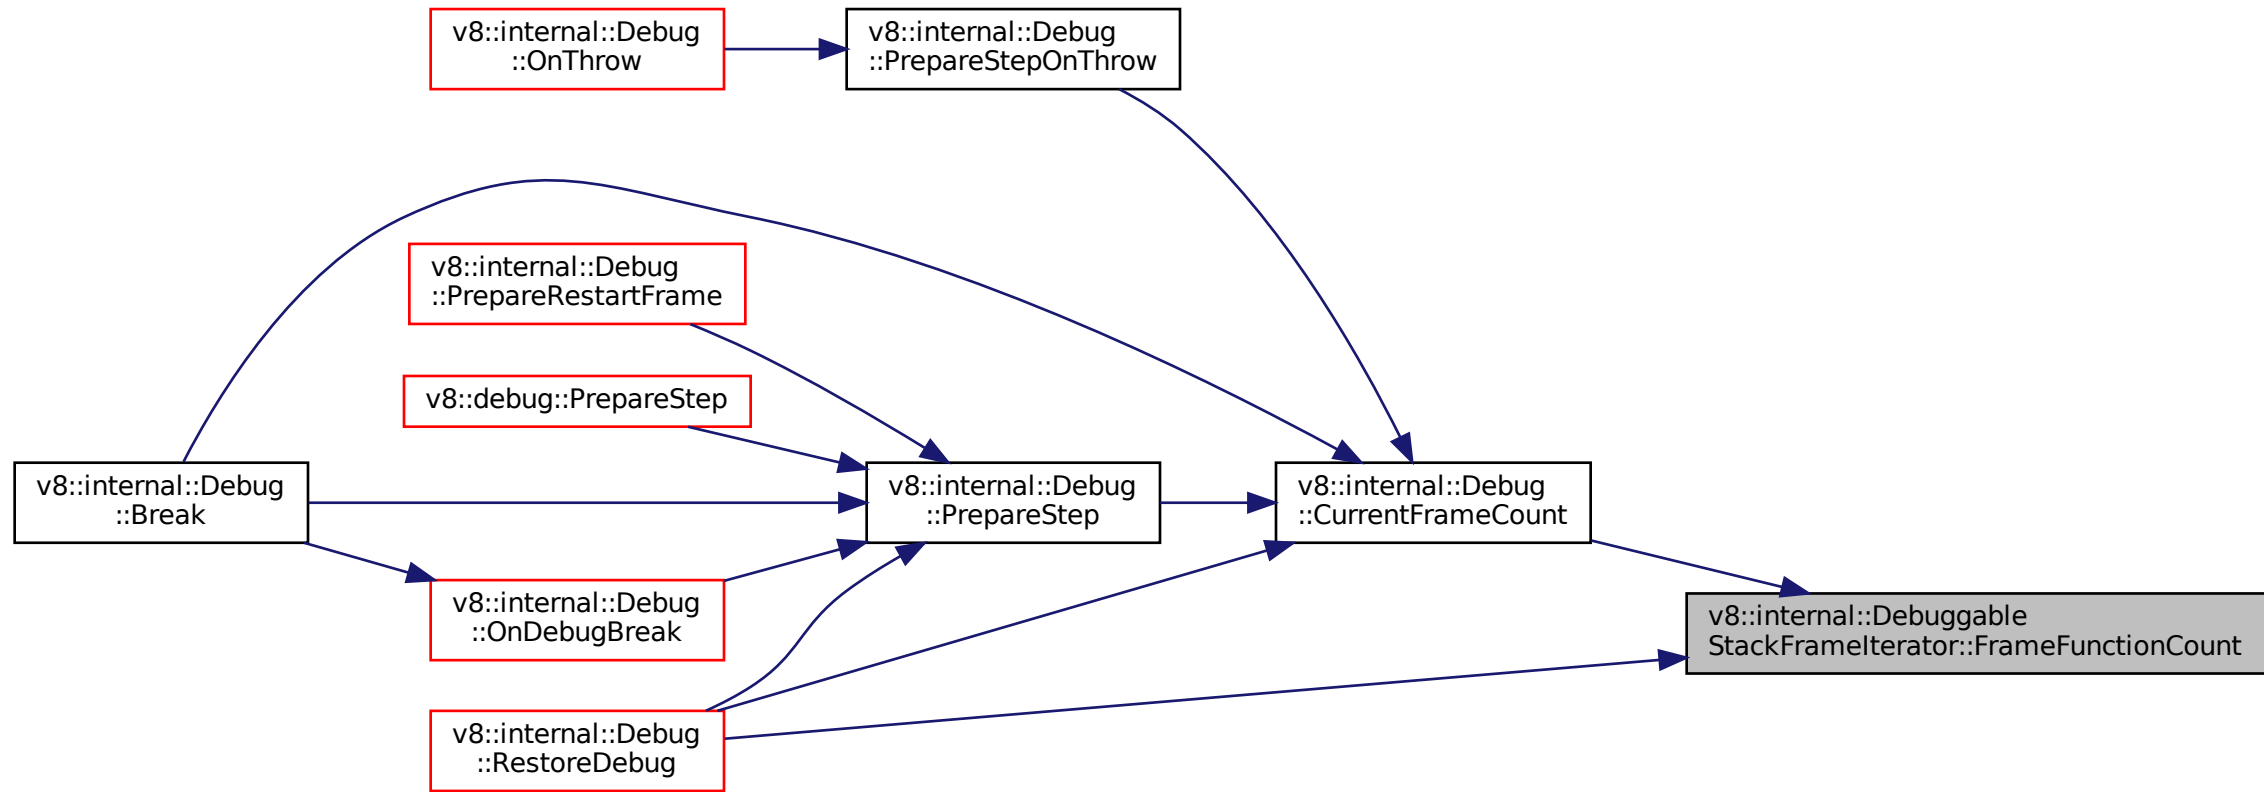 v8::internal::Debug
::OnThrow
v8::internal::Debug
::PrepareStepOnThrow
v8::internal::Debug
::PrepareRestartFrame
v8::debug::PrepareStep
v8::internal::Debug
::Break
v8::internal::Debug
::PrepareStep
v8::internal::Debug
::CurrentFrameCount
v8::internal::Debug
::OnDebugBreak
v8::internal::Debuggable
StackFrameIterator::FrameFunctionCount
v8::internal::Debug
::RestoreDebug